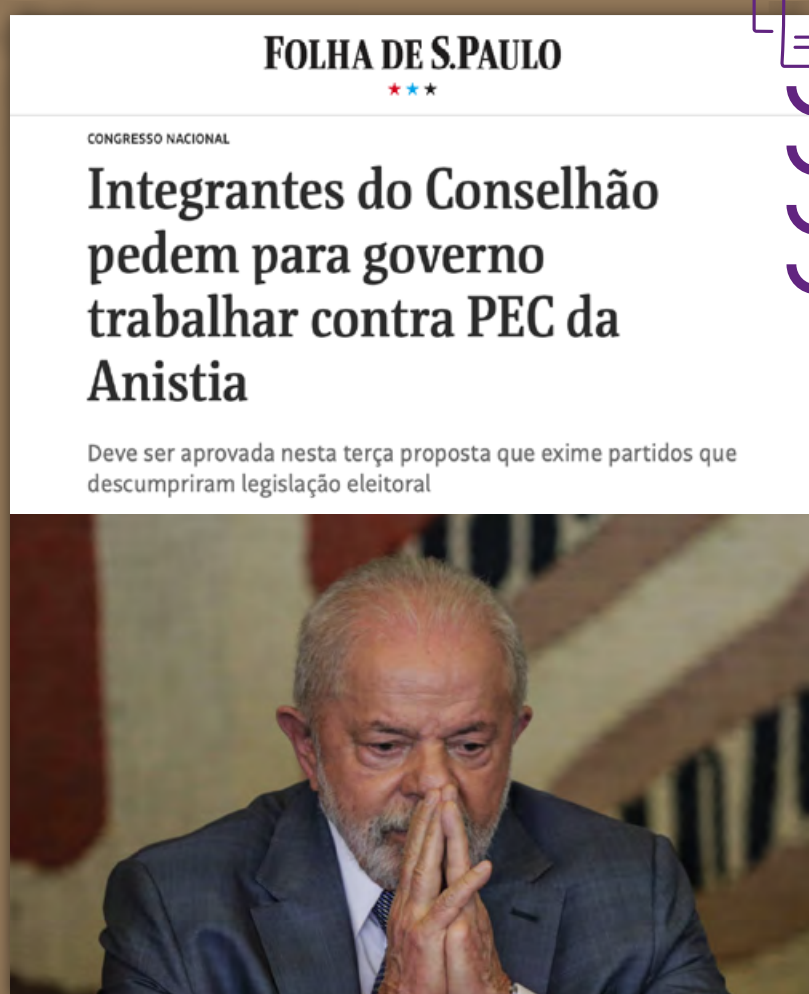 FOLHA DE S.PAULO
CONGRESSO NACIONAL
Integrantes do Conselhão
pedem para governo
trabalhar contra PEC da
Anistia
Deve ser aprovada nesta terça proposta que exime partidos que
descumpriram legislação eleitoral